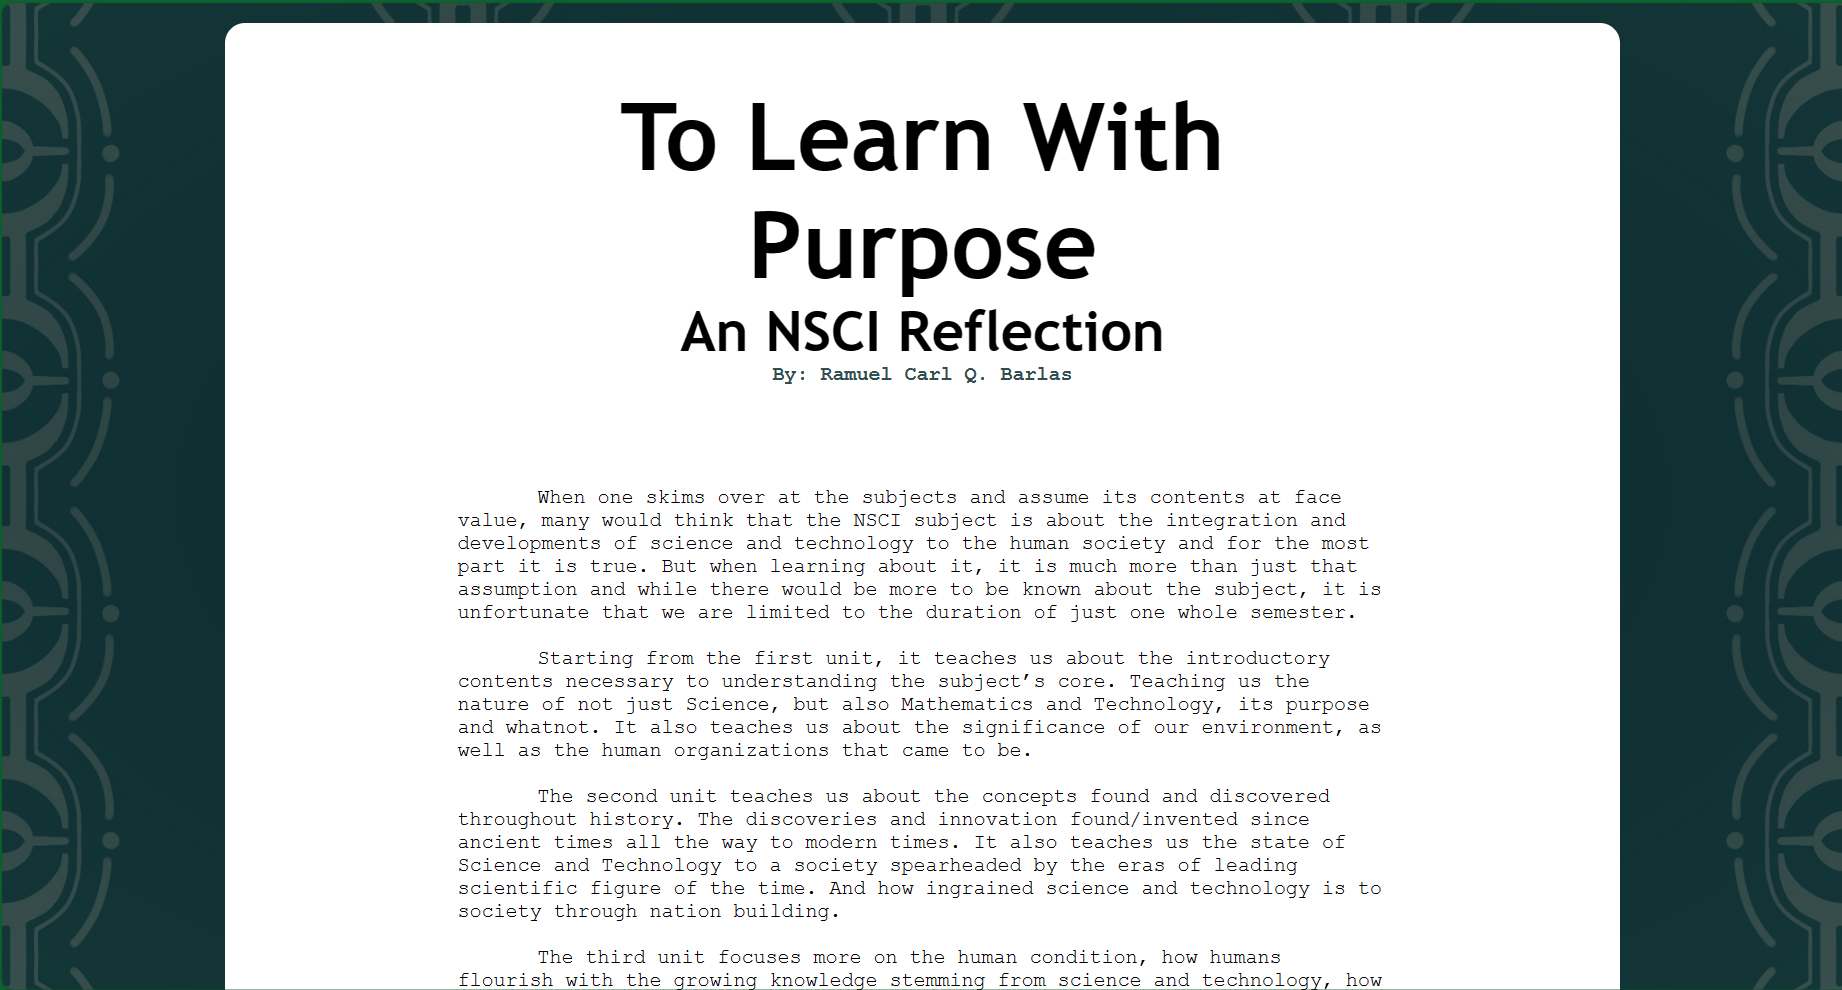 To Learn With
Purpose
An NSCI Reflection
By: Ramuel Carl Q. Barlas
When one skims over at the subjects and assume its contents at face
value, many would think that the NSCI subject is about the integration and
developments of science and technology to the human society and for the most
part it is true. But when learning about it, it is much more than just that
assumption and while there would be more to be known about the subject, it is
unfortunate that we are limited to the duration of just one whole semester.
Starting from the first unit, it teaches us about the introductory
contents necessary to understanding the subject’s core. Teaching us the
nature of not just Science, but also Mathematics and Technology, its purpose
and whatnot. It also teaches us about the significance of our environment, as
well as the human organizations that came to be.
The second unit teaches us about the concepts found and discovered
throughout history. The discoveries and innovation found/invented since
ancient times all the way to modern times. It also teaches us the state of
Science and Technology to a society spearheaded by the eras of leading
scientific figure of the time. And how ingrained science and technology is to
society through nation building.
The third unit focuses more on the human condition, how humans
flourish with the growing knowledge stemming from science and technology, how